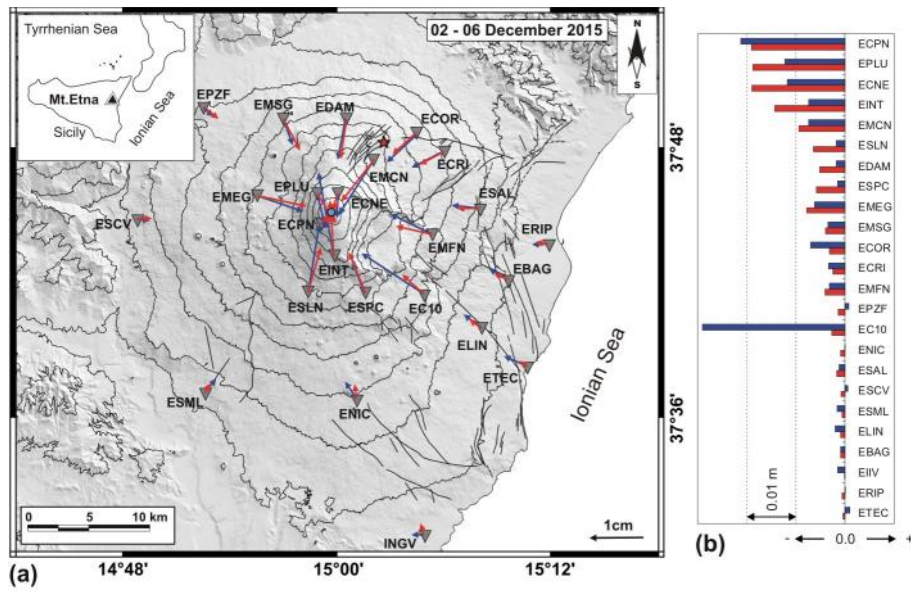 Tyrrhenian Sea
Mt.Etna
Sicily
Ionian Sea
02 - 06 December 2015
N
S
EPZF
EMSG
EDAM
ECOR
ECRI
EMCN
EPLU
EMEG
ECNE
ESAL
ESCV
ECPN
EMFN
ERIP
EINT
EBAG
ESLN
ESPC
EC10
ELIN
ETEC
ESML
ENIC
INGV
Ionian Sea
37°48'
37°36'
0 5 10 km
1cm
14°48'
15°00'
15°12'
(a)
ECPN
EPLU
ECNE
EINT
EMCN
ESLN
EDAM
ESPC
EMEG
EMSG
ECOR
ECRI
EMFN
EPZF
EC10
ENIC
ESAL
ESCV
ESML
ELIN
EBAG
EIIV
ERIP
ETEC
0.01 m
- 0.0 +
(b)